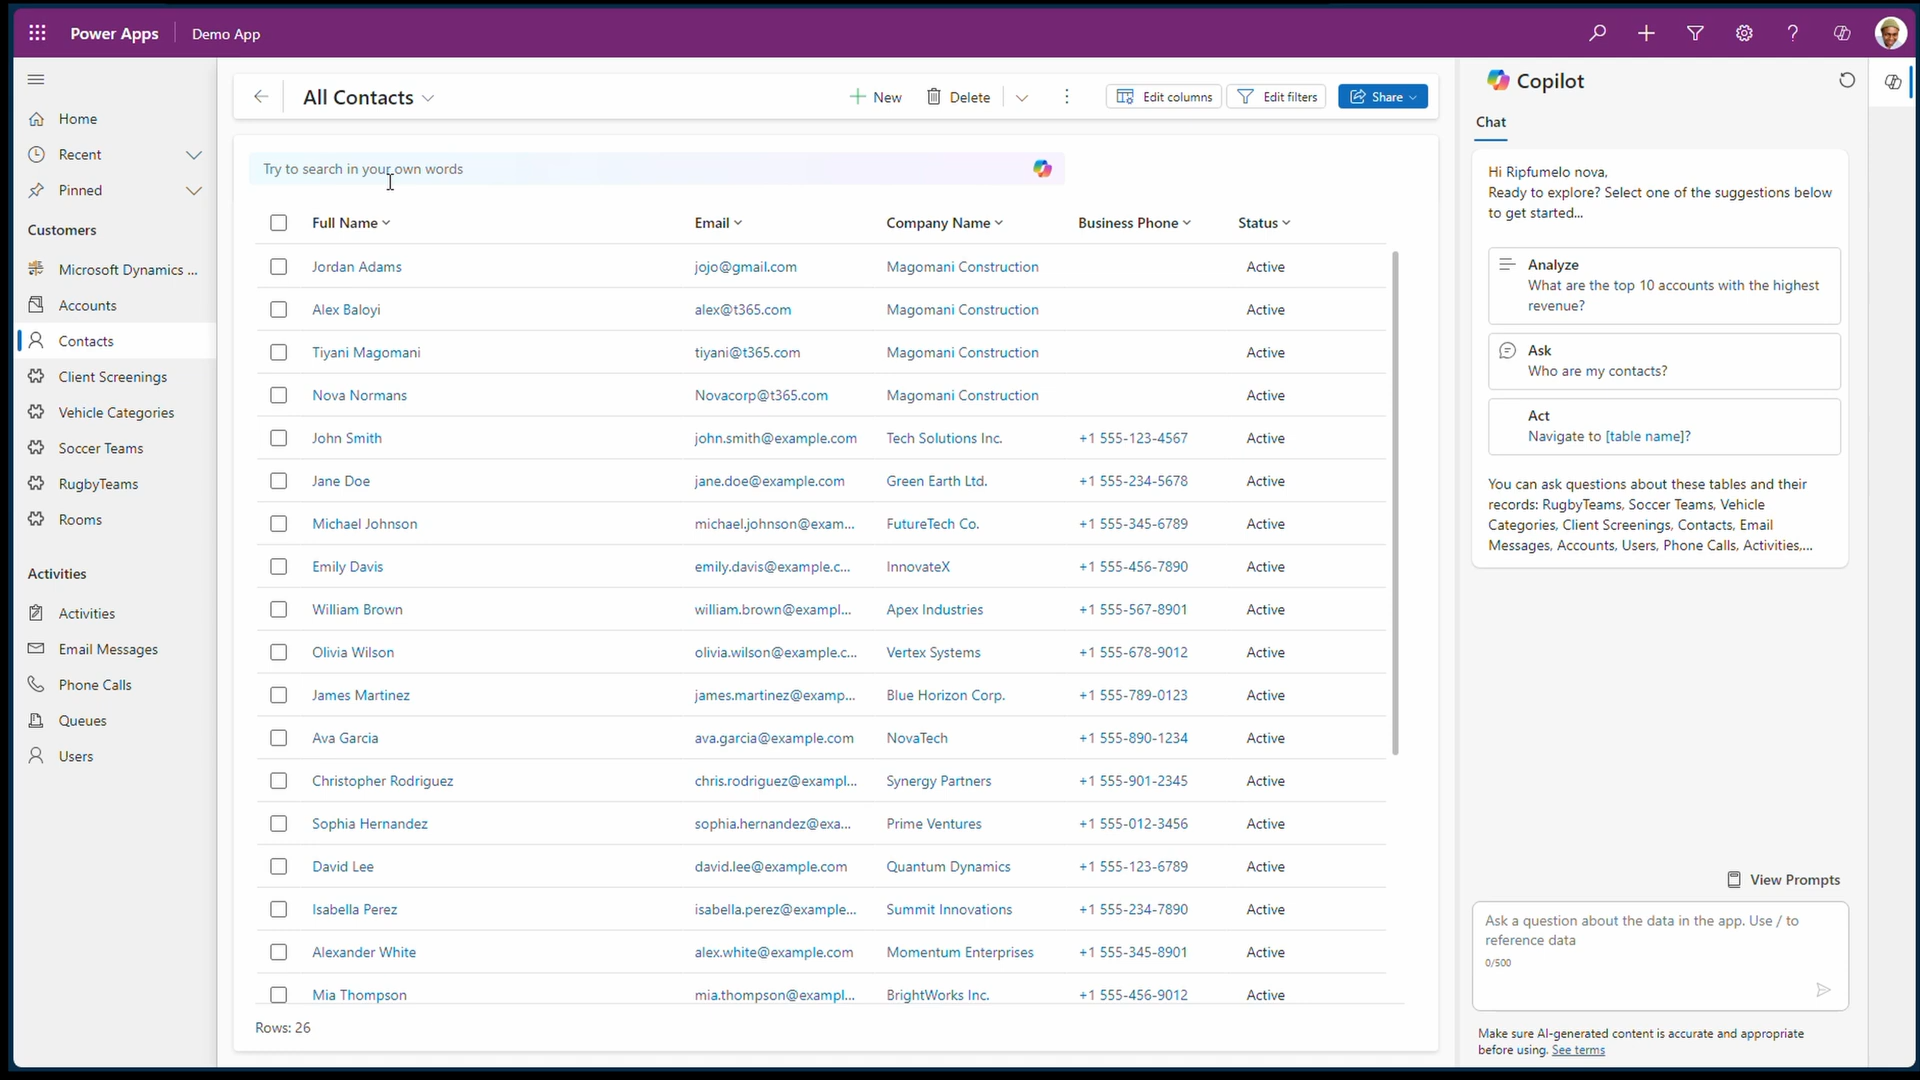 Power Apps
Demo App
Home
Recent
Pinned
Customers
Microsoft Dynamics ...
Accounts
Contacts
Client Screenings
Vehicle Categories
Soccer Teams
RugbyTeams
Rooms
Activities
Activities
Email Messages
Phone Calls
Queues
Users
All Contacts
New
Delete
Edit columns
Edit filters
Share
Try to search in your own words
Full Name Email Company Name Business Phone Status
Jordan Adams jojo@gmail.com Magomani Construction Active
Alex Baloyi alex@t365.com Magomani Construction Active
Tiyani Magomani tiyani@t365.com Magomani Construction Active
Nova Normans Novacorp@t365.com Magomani Construction Active
John Smith john.smith@example.com Tech Solutions Inc. +1 555-123-4567 Active
Jane Doe jane.doe@example.com Green Earth Ltd. +1 555-234-5678 Active
Michael Johnson michael.johnson@exam... FutureTech Co. +1 555-345-6789 Active
Emily Davis emily.davis@example.c... InnovateX +1 555-456-7890 Active
William Brown william.brown@exampl... Apex Industries +1 555-567-8901 Active
Olivia Wilson olivia.wilson@example.c... Vertex Systems +1 555-678-9012 Active
James Martinez james.martinez@examp... Blue Horizon Corp. +1 555-789-0123 Active
Ava Garcia ava.garcia@example.com NovaTech +1 555-890-1234 Active
Christopher Rodriguez chris.rodriguez@exampl... Synergy Partners +1 555-901-2345 Active
Sophia Hernandez sophia.hernandez@exa... Prime Ventures +1 555-012-3456 Active
David Lee david.lee@example.com Quantum Dynamics +1 555-123-6789 Active
Isabella Perez isabella.perez@example... Summit Innovations +1 555-234-7890 Active
Alexander White alex.white@example.com Momentum Enterprises +1 555-345-8901 Active
Mia Thompson mia.thompson@exampl... BrightWorks Inc. +1 555-456-9012 Active
Rows: 26
Copilot
Chat
Hi Ripfumelo nova,
Ready to explore? Select one of the suggestions below
to get started...
Analyze
What are the top 10 accounts with the highest
revenue?
Ask
Who are my contacts?
Act
Navigate to [table name]?
You can ask questions about these tables and their
records: RugbyTeams, Soccer Teams, Vehicle
Categories, Client Screenings, Contacts, Email
Messages, Accounts, Users, Phone Calls, Activities,...
View Prompts
Ask a question about the data in the app. Use / to
reference data
0/500
Make sure AI-generated content is accurate and appropriate
before using. See terms